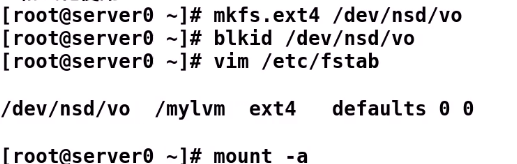 [root@server0 ~]# mkfs.ext4 /dev/nsd/vo
[root@server0 ~]# blkid /dev/nsd/vo
[root@server0 ~]# vim /etc/fstab
/dev/nsd/vo  /mylvm  ext4   defaults 0 0
[root@server0 ~]# mount -a